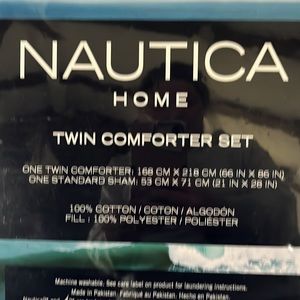 NAUTICA
HOME
TWIN COMFORTER SET
ONE TWIN COMFORTER: 168 CM X 218 CM (66 IN X 86 IN)
ONE STANDARD SHAM: 53 CM X 71 CM (21 IN X 28 IN)
100% COTTON / COTON / ALGODÓN
FILL : 100% POLYESTER / POLIÉSTER
Machine washable. See care label on product for laundering instructions.
Made in Pakistan. Fabriqué au Pakistan. Hecho en Pakistan.